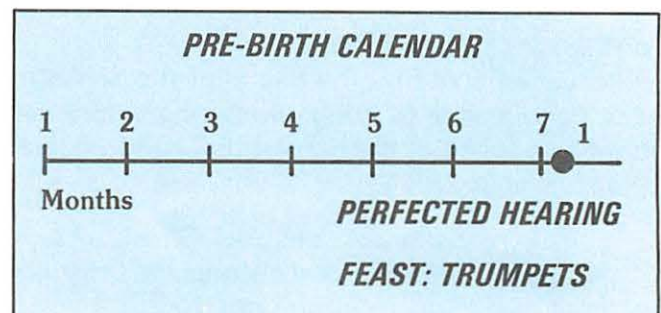 PRE-BIRTH CALENDAR
1 2 3 4 5 6 7 1
Months
PERFECTED HEARING
FEAST: TRUMPETS